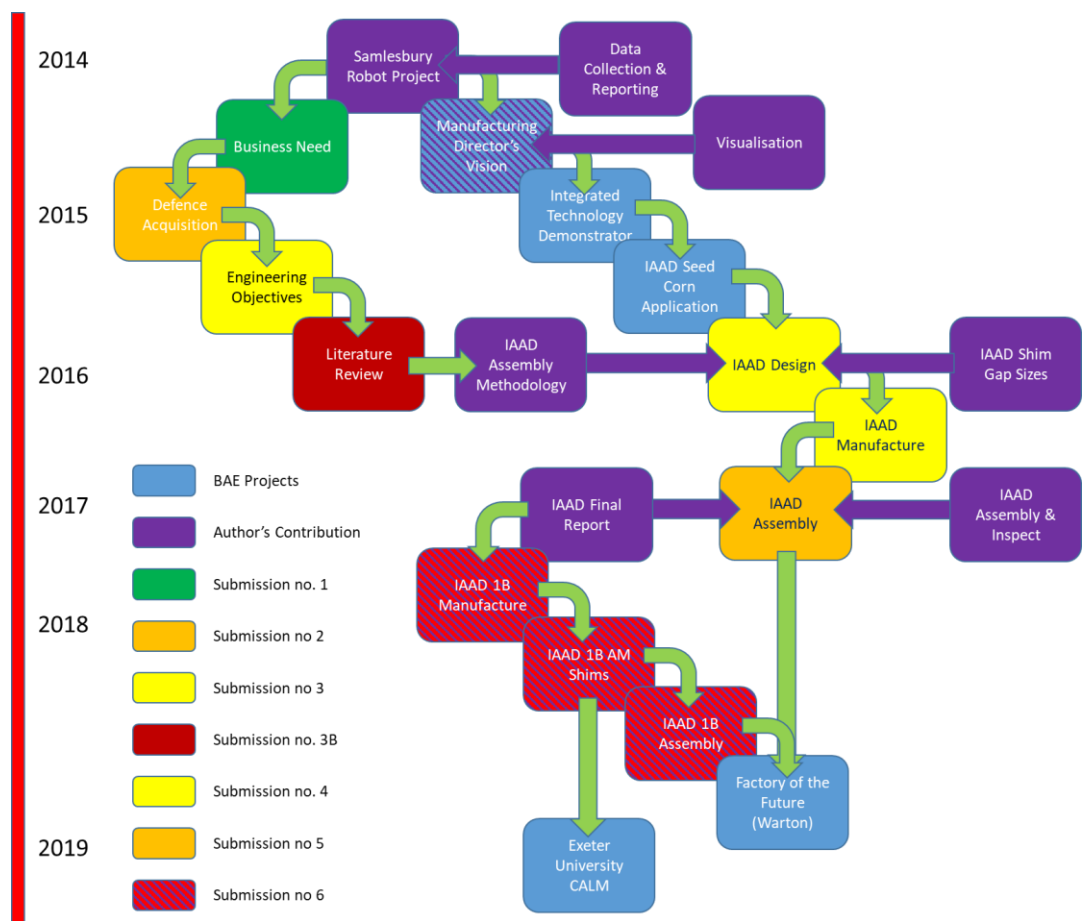 2014
Samlesbury
Robot Project
Data
Collection &
Reporting
Business Need
Manufacturing
Director's
Vision
Visualisation
2015
Defence
Acquisition
Integrated
Technology
Demonstrator
Engineering
Objectives
IAAD Seed
Corn
Application
2016
Literature
Review
IAAD
Assembly
Methodology
IAAD Design
IAAD Shim
Gap Sizes
IAAD
Manufacture
2017
IAAD Final
Report
IAAD
Assembly
IAAD
Assembly &
Inspect
2018
IAAD 1B
Manufacture
IAAD 1B AM
Shims
IAAD 1B
Assembly
Factory of the
Future
(Warton)
2019
Exeter
University
CALM
BAE Projects
Author's Contribution
Submission no. 1
Submission no 2
Submission no 3
Submission no. 3B
Submission no. 4
Submission no 5
Submission no 6